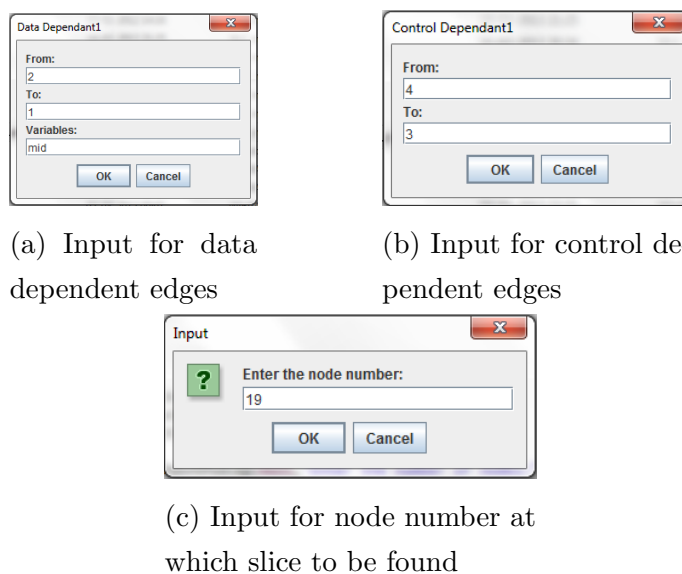 Data Dependant1
From:
2
To:
1
Variables:
mid
OK Cancel
(a) Input for data
dependent edges
Control Dependant1
From:
4
To:
3
OK Cancel
(b) Input for control de
pendent edges
Input
Enter the node number:
19
OK Cancel
(c) Input for node number at
which slice to be found